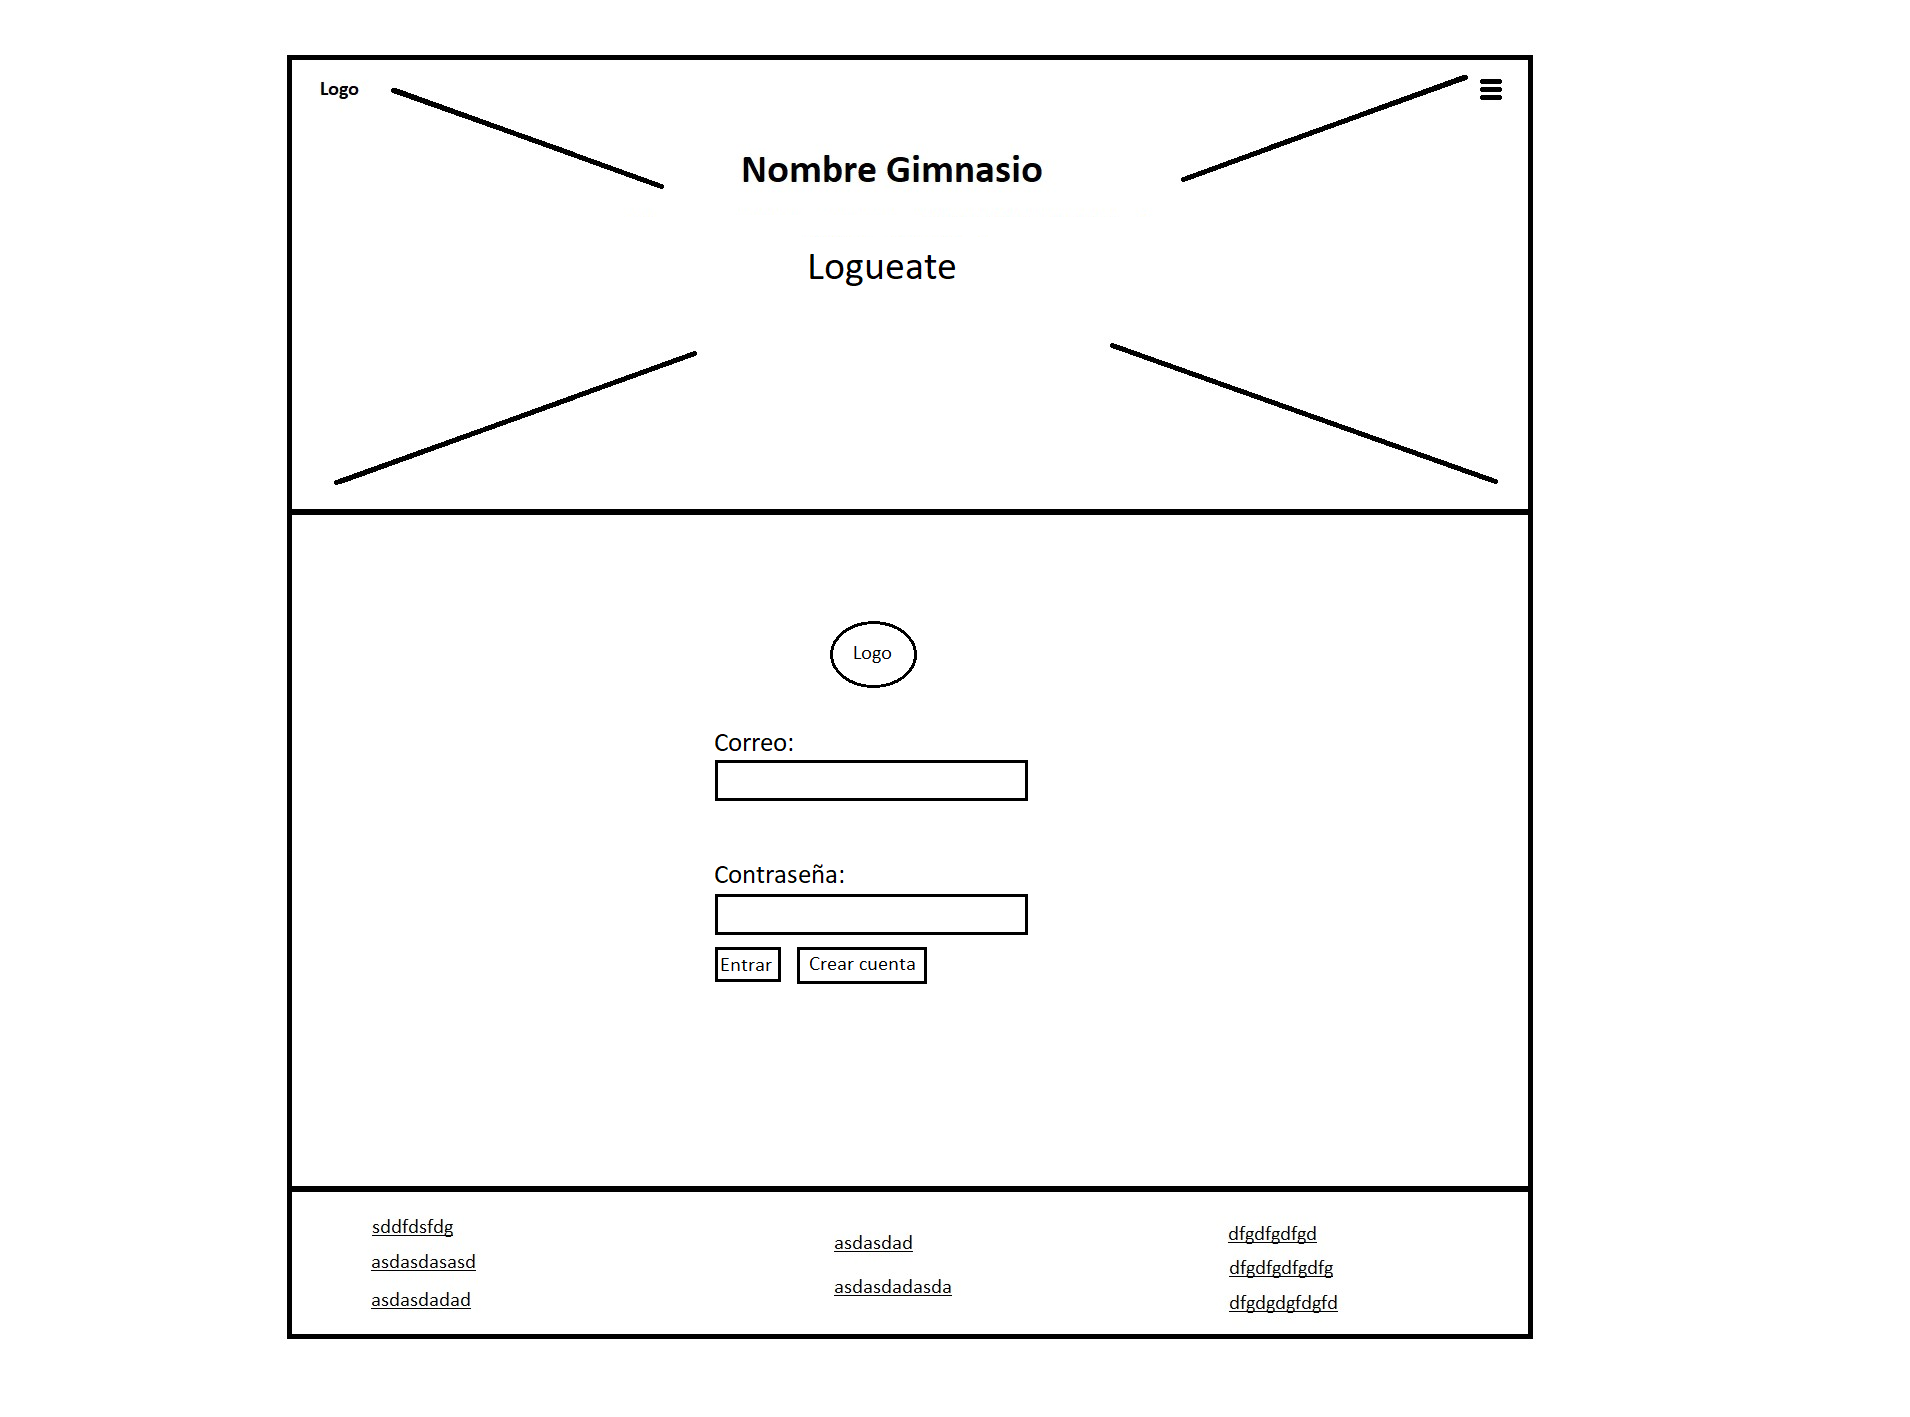 Logo
Nombre Gimnasio
Logueate
Logo
Correo:
Contraseña:
Entrar
Crear cuenta
sddfdsfdg
asdasdasasd
asdasdadad
asdasdad
asdasdadasda
dfgdfgdfgd
dfgdfgdfgdfg
dfgdgdgfdgfd